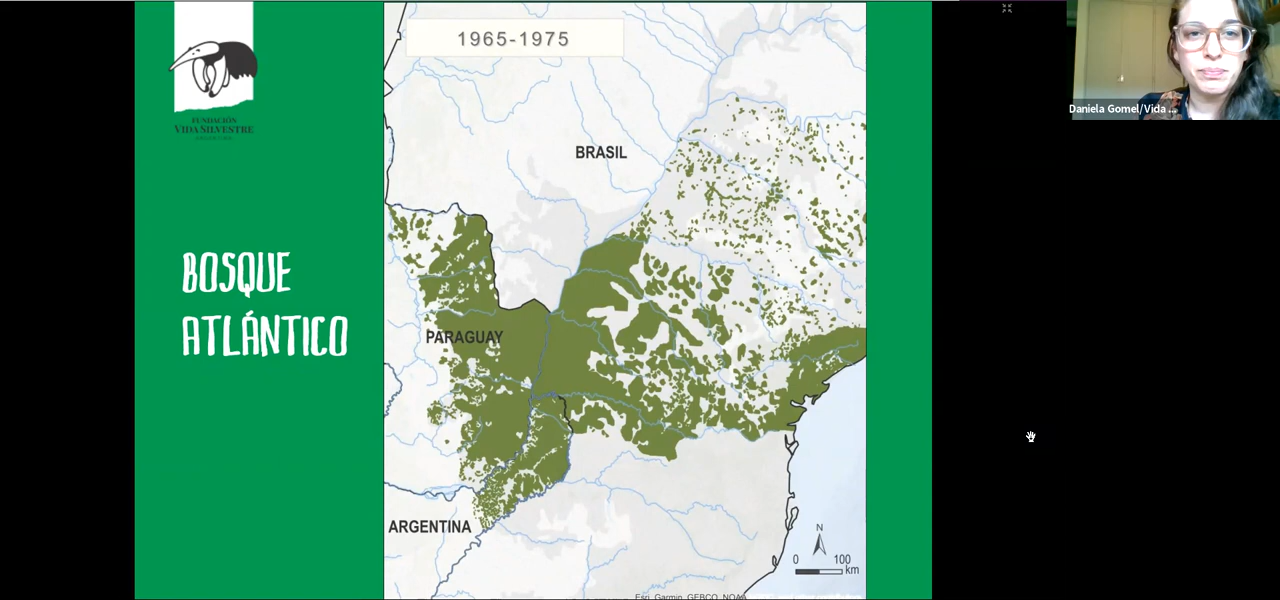 FUNDACIÓN
VIDA SILVESTRE
ARGENTINA
BOSQUE
ATLÁNTICO
1965-1975
BRASIL
PARAGUAY
ARGENTINA
N
0 100
km
Esri, Garmin, GEBCO, NOAA
Daniela Gomel/Vida ...